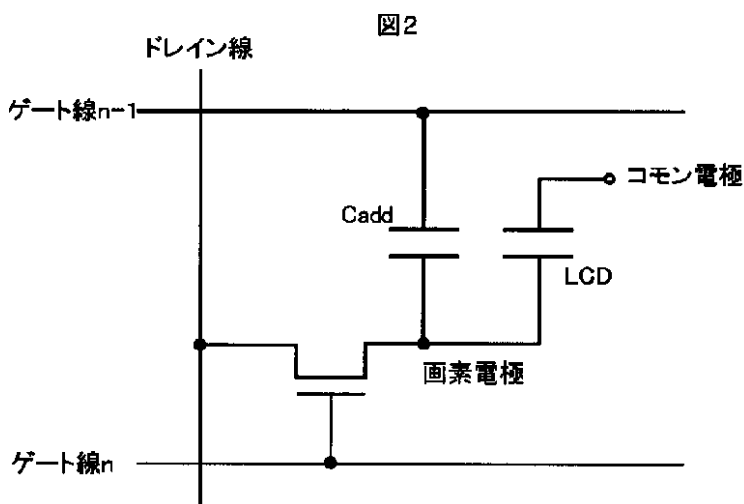 図2
ドレイン線
ゲート線n-1
コモン電極
Cadd
LCD
画素電極
ゲート線n